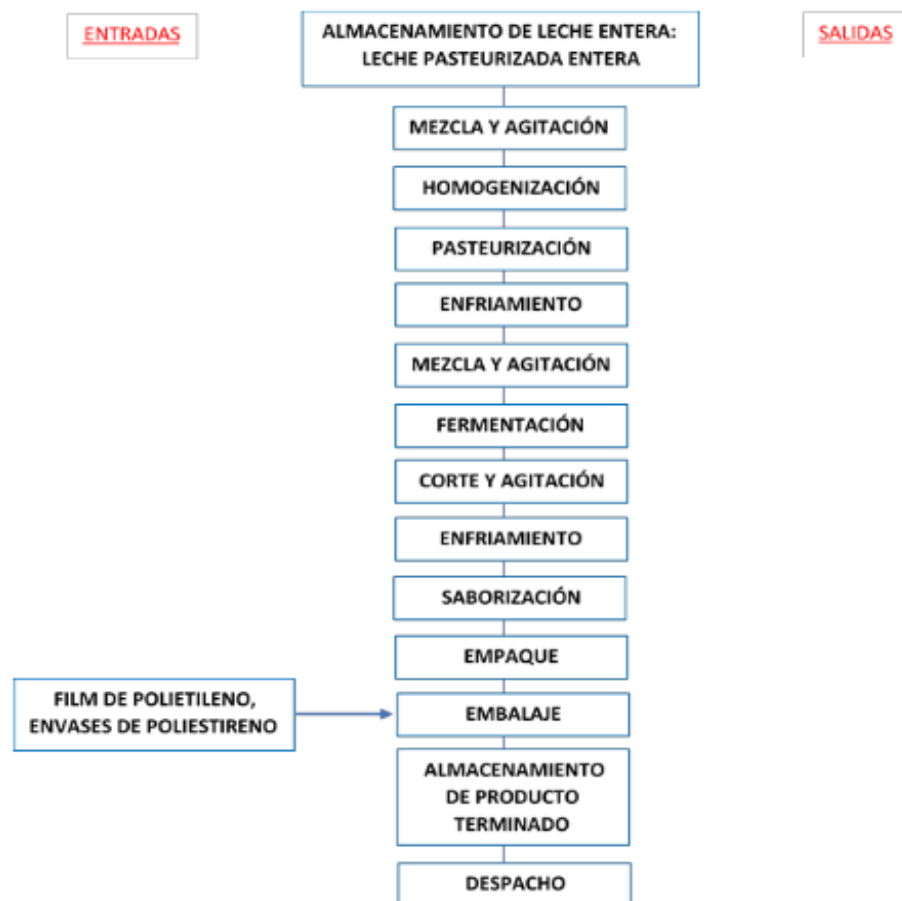 ENTRADAS
ALMACENAMIENTO DE LECHE ENTERA:
LECHE PASTEURIZADA ENTERA
SALIDAS
MEZCLA Y AGITACIÓN
HOMOGENIZACIÓN
PASTEURIZACIÓN
ENFRIAMIENTO
MEZCLA Y AGITACIÓN
FERMENTACIÓN
CORTE Y AGITACIÓN
ENFRIAMIENTO
SABORIZACIÓN
EMPAQUE
FILM DE POLIETILENO,
ENVASES DE POLIESTIRENO
EMBALAJE
ALMACENAMIENTO
DE PRODUCTO
TERMINADO
DESPACHO